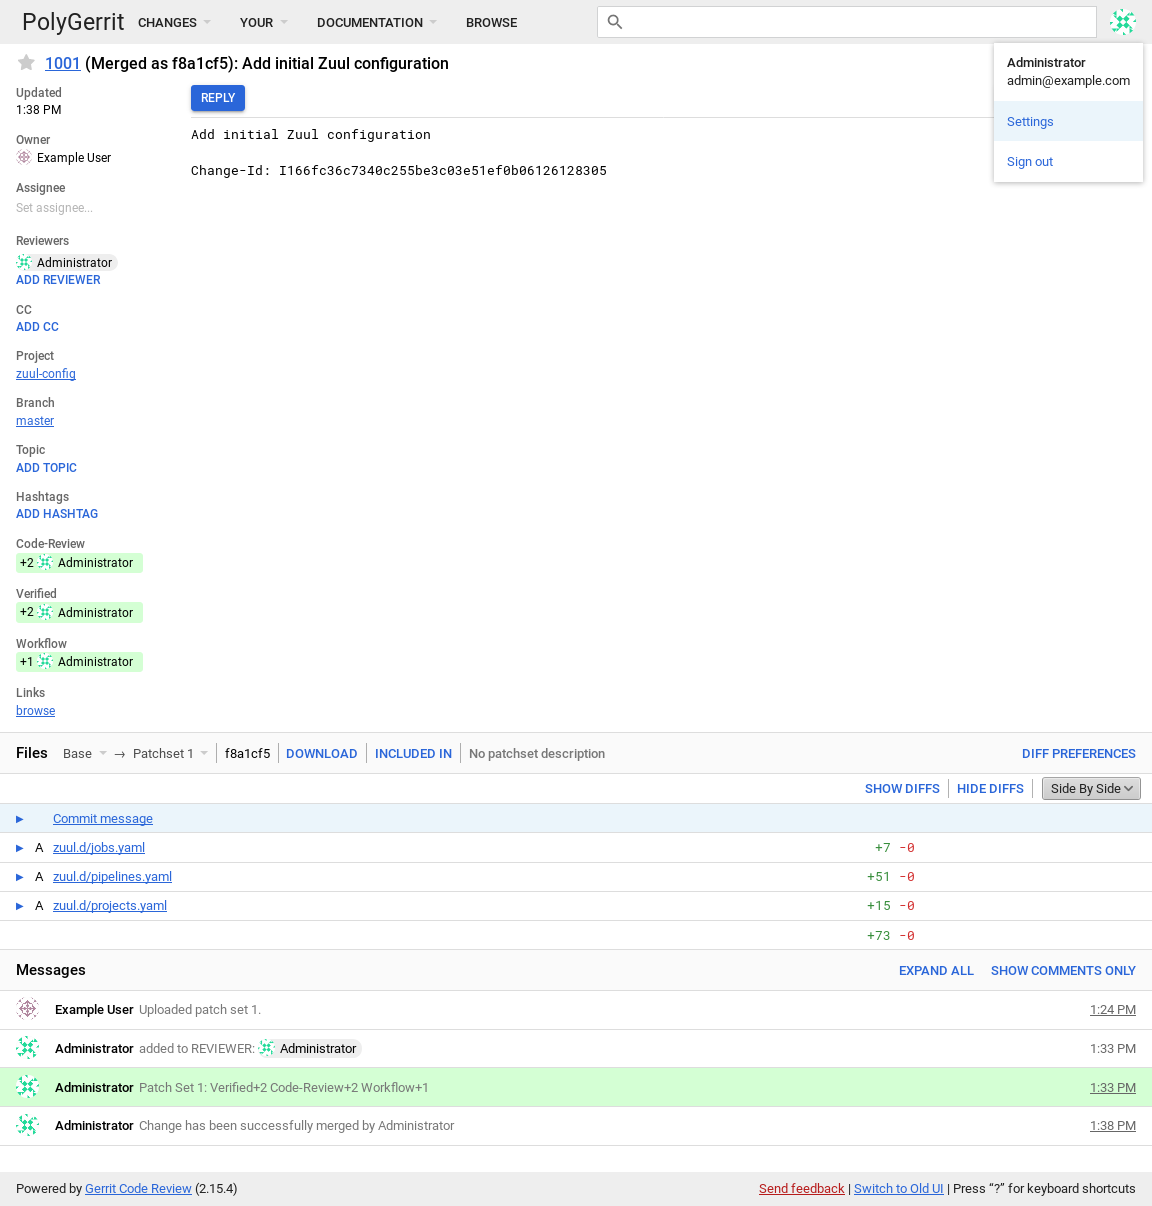 PolyGerrit CHANGES YOUR DOCUMENTATION BROWSE
Administrator
admin@example.com
Settings
Sign out
1001 (Merged as f8a1cf5): Add initial Zuul configuration
Updated
1:38 PM
Owner
Example User
Assignee
Set assignee...
Reviewers
Administrator
ADD REVIEWER
CC
ADD CC
Project
zuul-config
Branch
master
Topic
ADD TOPIC
Hashtags
ADD HASHTAG
Code-Review
+2 Administrator
Verified
+2 Administrator
Workflow
+1 Administrator
Links
browse
REPLY
Add initial Zuul configuration
Change-Id: I166fc36c7340c255be3c03e51ef0b06126128305
Files Base → Patchset 1 f8a1cf5 DOWNLOAD INCLUDED IN No patchset description DIFF PREFERENCES
SHOW DIFFS HIDE DIFFS Side By Side
Commit message
A zuul.d/jobs.yaml +7 -0
A zuul.d/pipelines.yaml +51 -0
A zuul.d/projects.yaml +15 -0
+73 -0
Messages EXPAND ALL SHOW COMMENTS ONLY
Example User Uploaded patch set 1. 1:24 PM
Administrator added to REVIEWER: Administrator 1:33 PM
Administrator Patch Set 1: Verified+2 Code-Review+2 Workflow+1 1:33 PM
Administrator Change has been successfully merged by Administrator 1:38 PM
Powered by Gerrit Code Review (2.15.4) Send feedback | Switch to Old UI | Press “?” for keyboard shortcuts